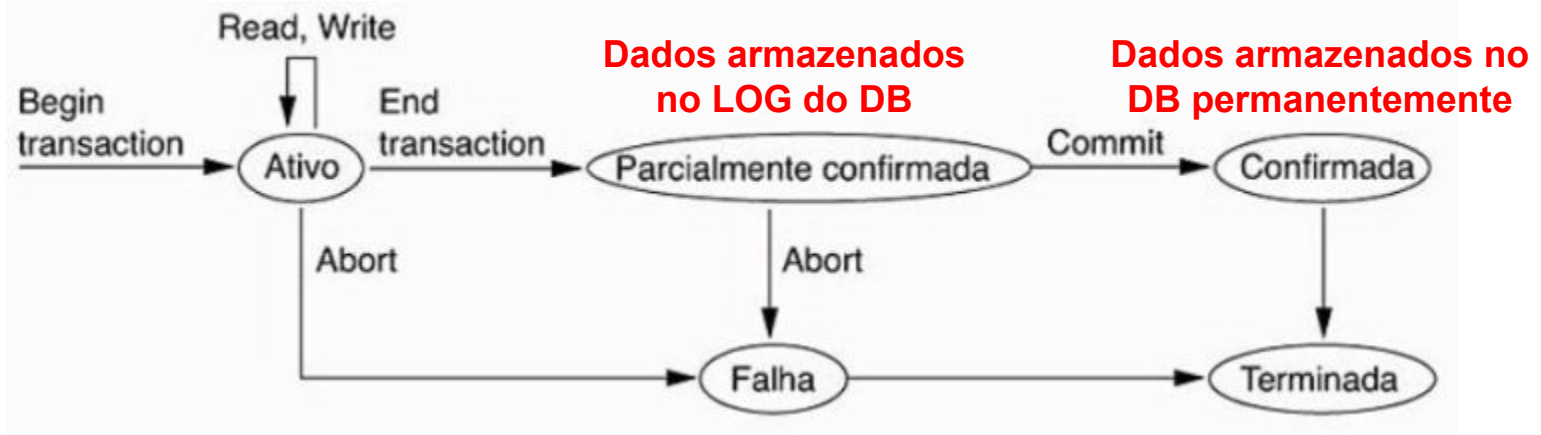 Read, Write
Dados armazenados
no LOG do DB
Dados armazenados no
DB permanentemente
Begin
transaction
End
transaction
Commit
Ativo
Parcialmente confirmada
Confirmada
Abort
Abort
Falha
Terminada